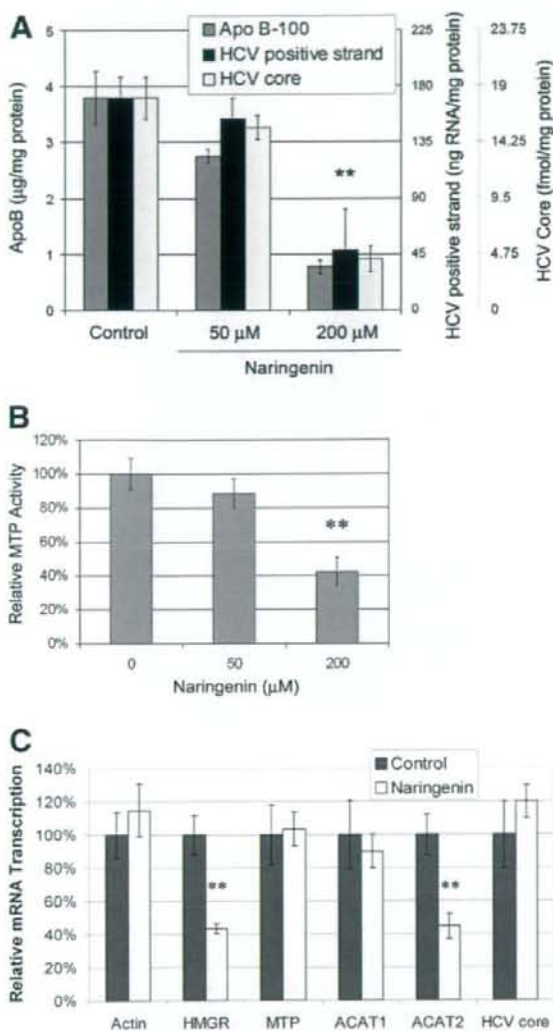 A
Apo B-100
HCV positive strand
HCV core
ApoB (µg/mg protein)
5
4
3
2
1
0
225
180
135
90
45
0
HCV positive strand (ng RNA/mg protein)
23.75
19
14.25
9.5
4.75
0
HCV Core (fmol/mg protein)
**
Control 50 µM 200 µM
Naringenin
B
Relative MTP Activity
120%
100%
80%
60%
40%
20%
0%
**
0 50 200
Naringenin (µM)
C
Relative mRNA Transcription
140%
120%
100%
80%
60%
40%
20%
0%
Control
Naringenin
** **
Actin HMGR MTP ACAT1 ACAT2 HCV core